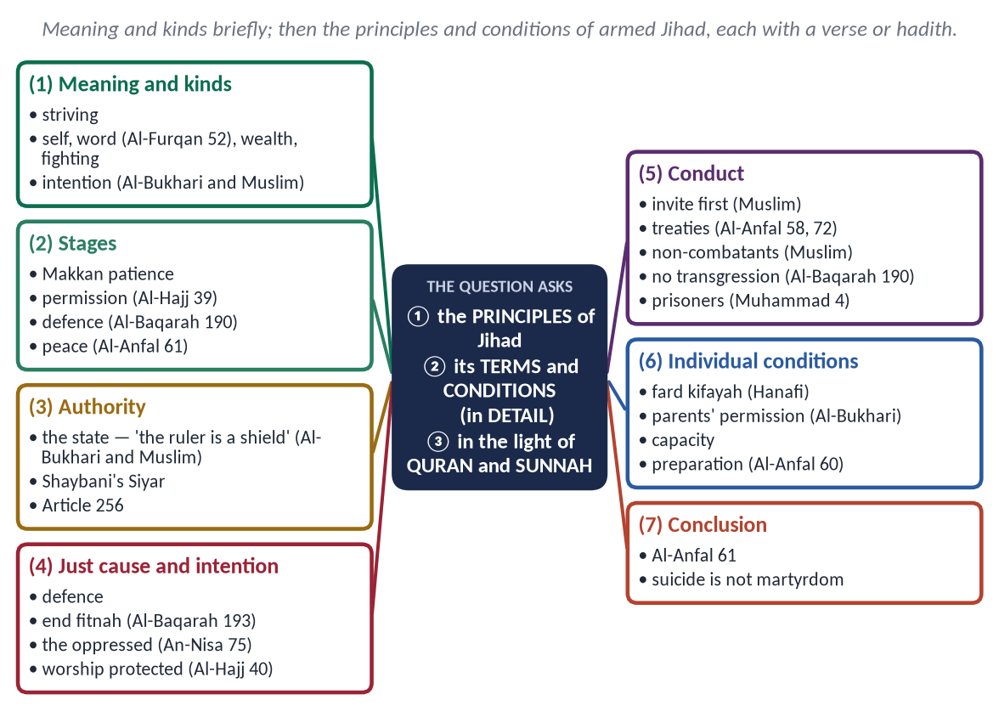 Meaning and kinds briefly; then the principles and conditions of armed Jihad, each with a verse or hadith.
(1) Meaning and kinds
• striving
• self, word (Al-Furqan 52), wealth,
fighting
• intention (Al-Bukhari and Muslim)
(2) Stages
• Makkan patience
• permission (Al-Hajj 39)
• defence (Al-Baqarah 190)
• peace (Al-Anfal 61)
(3) Authority
• the state — 'the ruler is a shield' (Al-
Bukhari and Muslim)
• Shaybani's Siyar
• Article 256
(4) Just cause and intention
• defence
• end fitnah (Al-Baqarah 193)
• the oppressed (An-Nisa 75)
• worship protected (Al-Hajj 40)
THE QUESTION ASKS
① the PRINCIPLES of
Jihad
② its TERMS and
CONDITIONS
(in DETAIL)
③ in the light of
QURAN and SUNNAH
(5) Conduct
• invite first (Muslim)
• treaties (Al-Anfal 58, 72)
• non-combatants (Muslim)
• no transgression (Al-Baqarah 190)
• prisoners (Muhammad 4)
(6) Individual conditions
• fard kifayah (Hanafi)
• parents' permission (Al-Bukhari)
• capacity
• preparation (Al-Anfal 60)
(7) Conclusion
• Al-Anfal 61
• suicide is not martyrdom